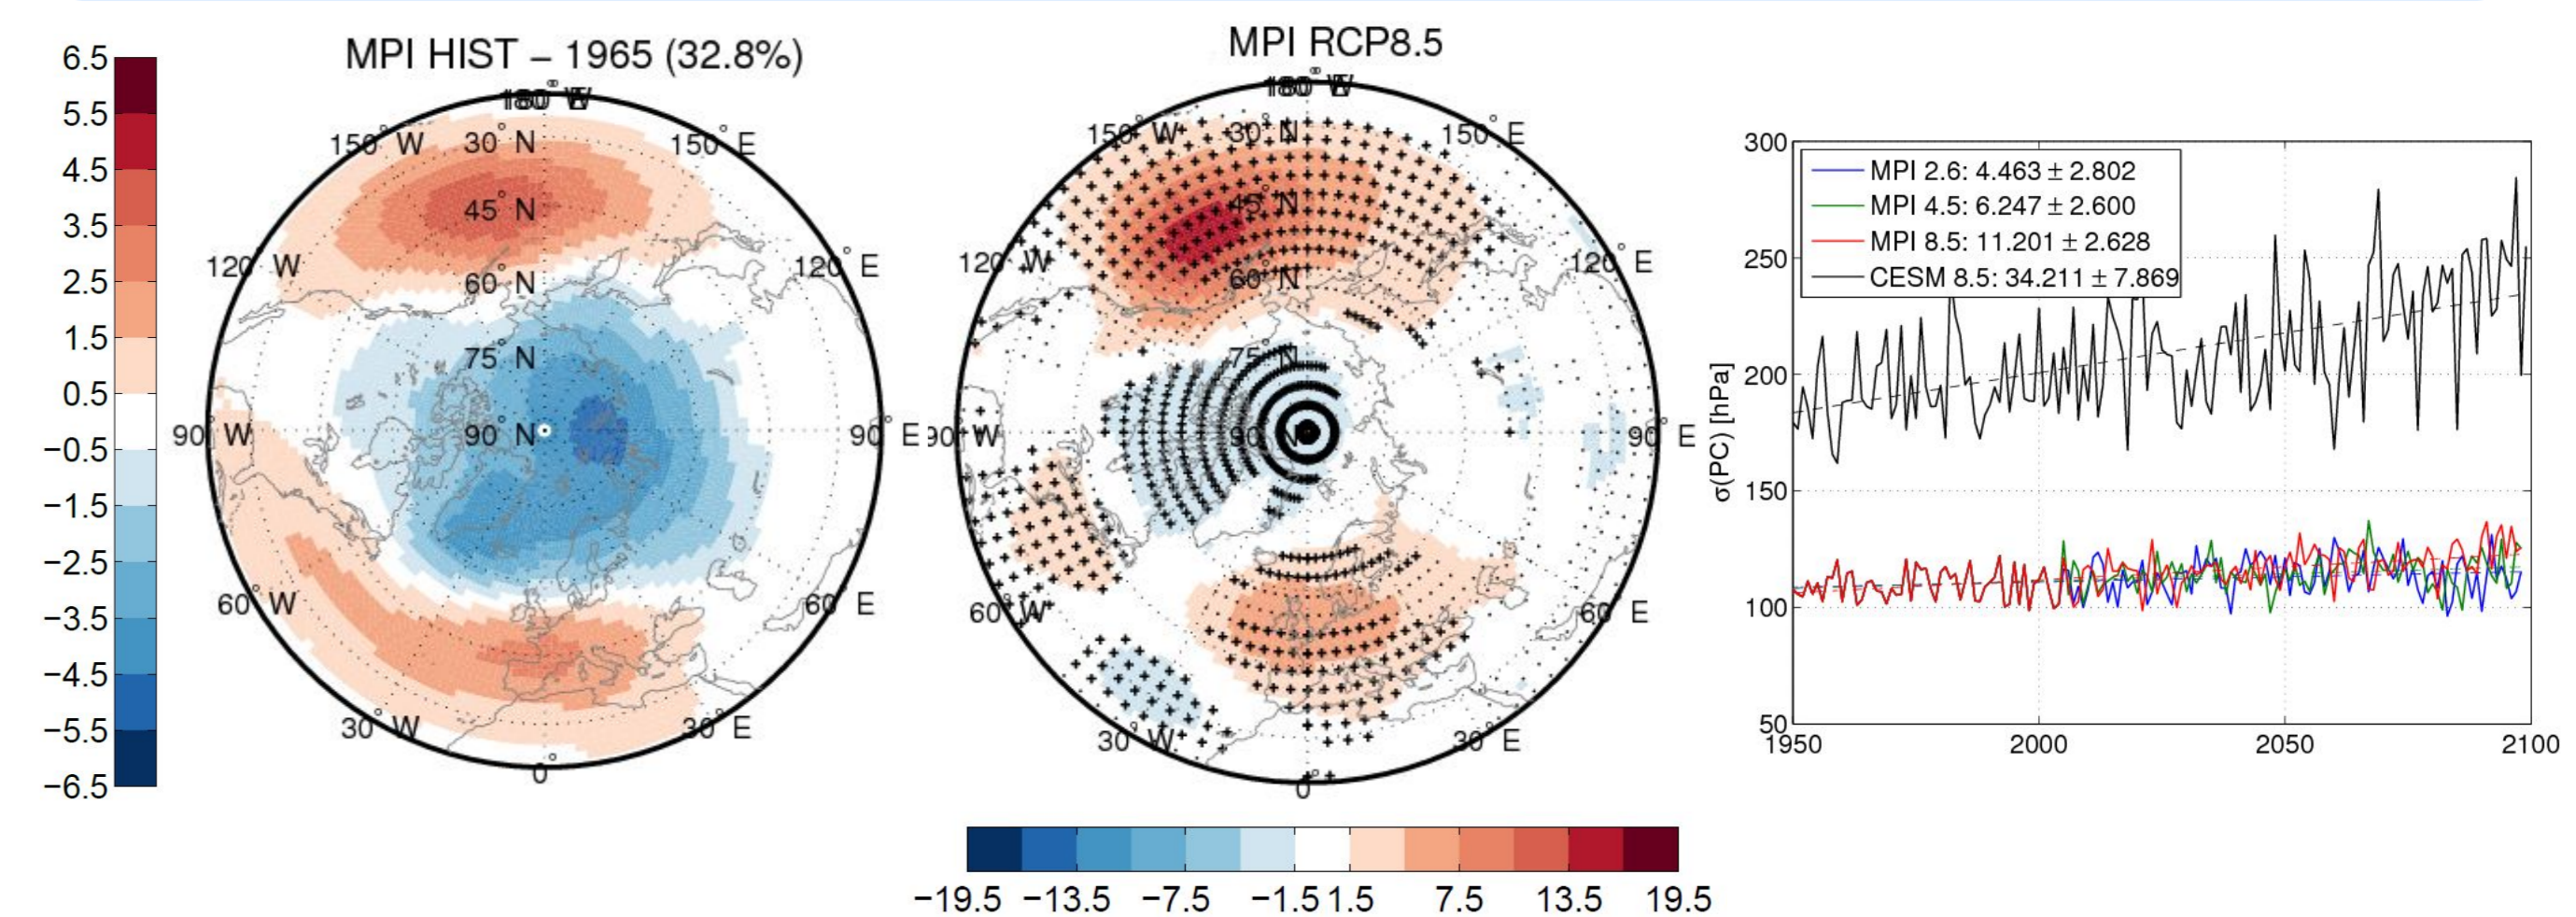 MPI HIST – 1965 (32.8%)
6.5
5.5
4.5
3.5
2.5
1.5
0.5
−0.5
−1.5
−2.5
−3.5
−4.5
−5.5
−6.5
150° W
30° N
150° E
45° N
120° W
60° N
120° E
75° N
90° W
90° N
90° E
60° W
60° E
30° W
30° E
0°
MPI RCP8.5
150° W
30° N
150° E
45° N
120° W
60° N
120° E
75° N
90° W
90° E
60° W
60° E
30° W
30° E
0°
−19.5 −13.5 −7.5 −1.5 1.5 7.5 13.5 19.5
σ(PC) [hPa]
300
250
200
150
100
50
MPI 2.6: 4.463 ± 2.802
MPI 4.5: 6.247 ± 2.600
MPI 8.5: 11.201 ± 2.628
CESM 8.5: 34.211 ± 7.869
1950 2000 2050 2100